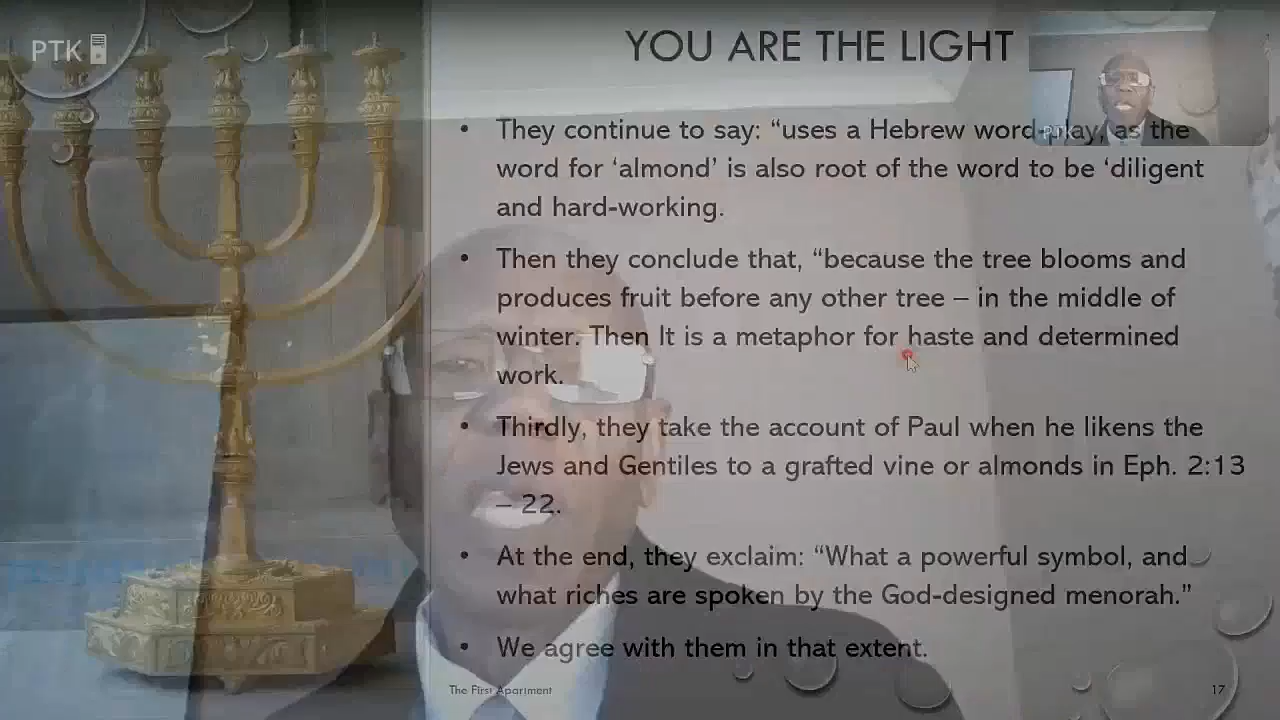 PTK
YOU ARE THE LIGHT
• They continue to say: “uses a Hebrew word-play, as the
word for ‘almond’ is also root of the word to be ‘diligent
and hard-working.
• Then they conclude that, “because the tree blooms and
produces fruit before any other tree – in the middle of
winter. Then It is a metaphor for haste and determined
work.
• Thirdly, they take the account of Paul when he likens the
Jews and Gentiles to a grafted vine or almonds in Eph. 2:13
– 22.
• At the end, they exclaim: “What a powerful symbol, and
what riches are spoken by the God-designed menorah.”
• We agree with them in that extent.
The First Apartment
17